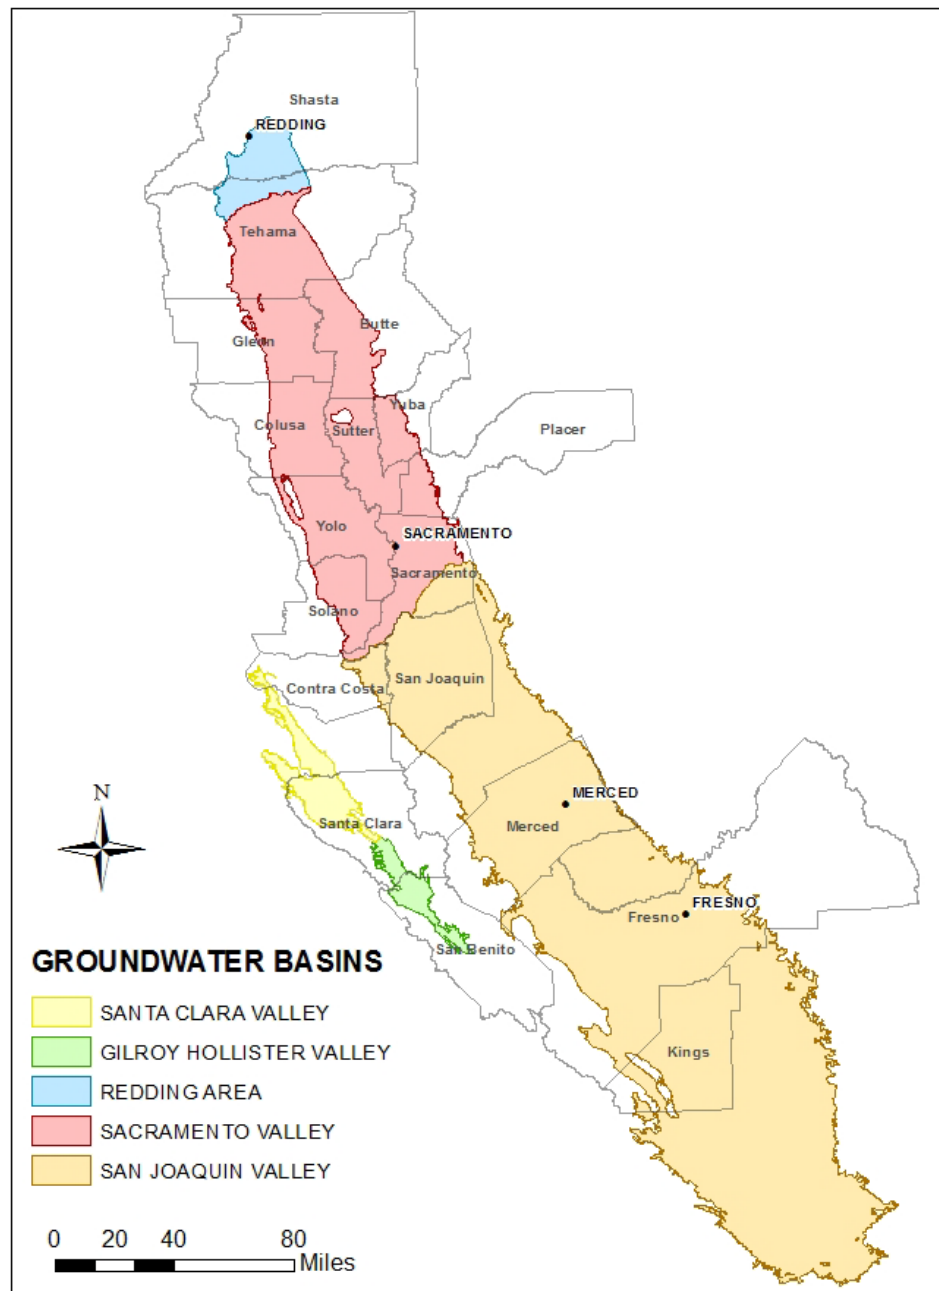 Shasta
REDDING
Tehama
Butte
Glenn
Yuba
Colusa
Sutter
Placer
Yolo
SACRAMENTO
Sacramento
Solano
San Joaquin
Contra Costa
N
MERCED
Santa Clara
Merced
FRESNO
Fresno
San Benito
GROUNDWATER BASINS
SANTA CLARA VALLEY
GILROY HOLLISTER VALLEY
Kings
REDDING AREA
SACRAMENTO VALLEY
SAN JOAQUIN VALLEY
0 20 40 80
Miles